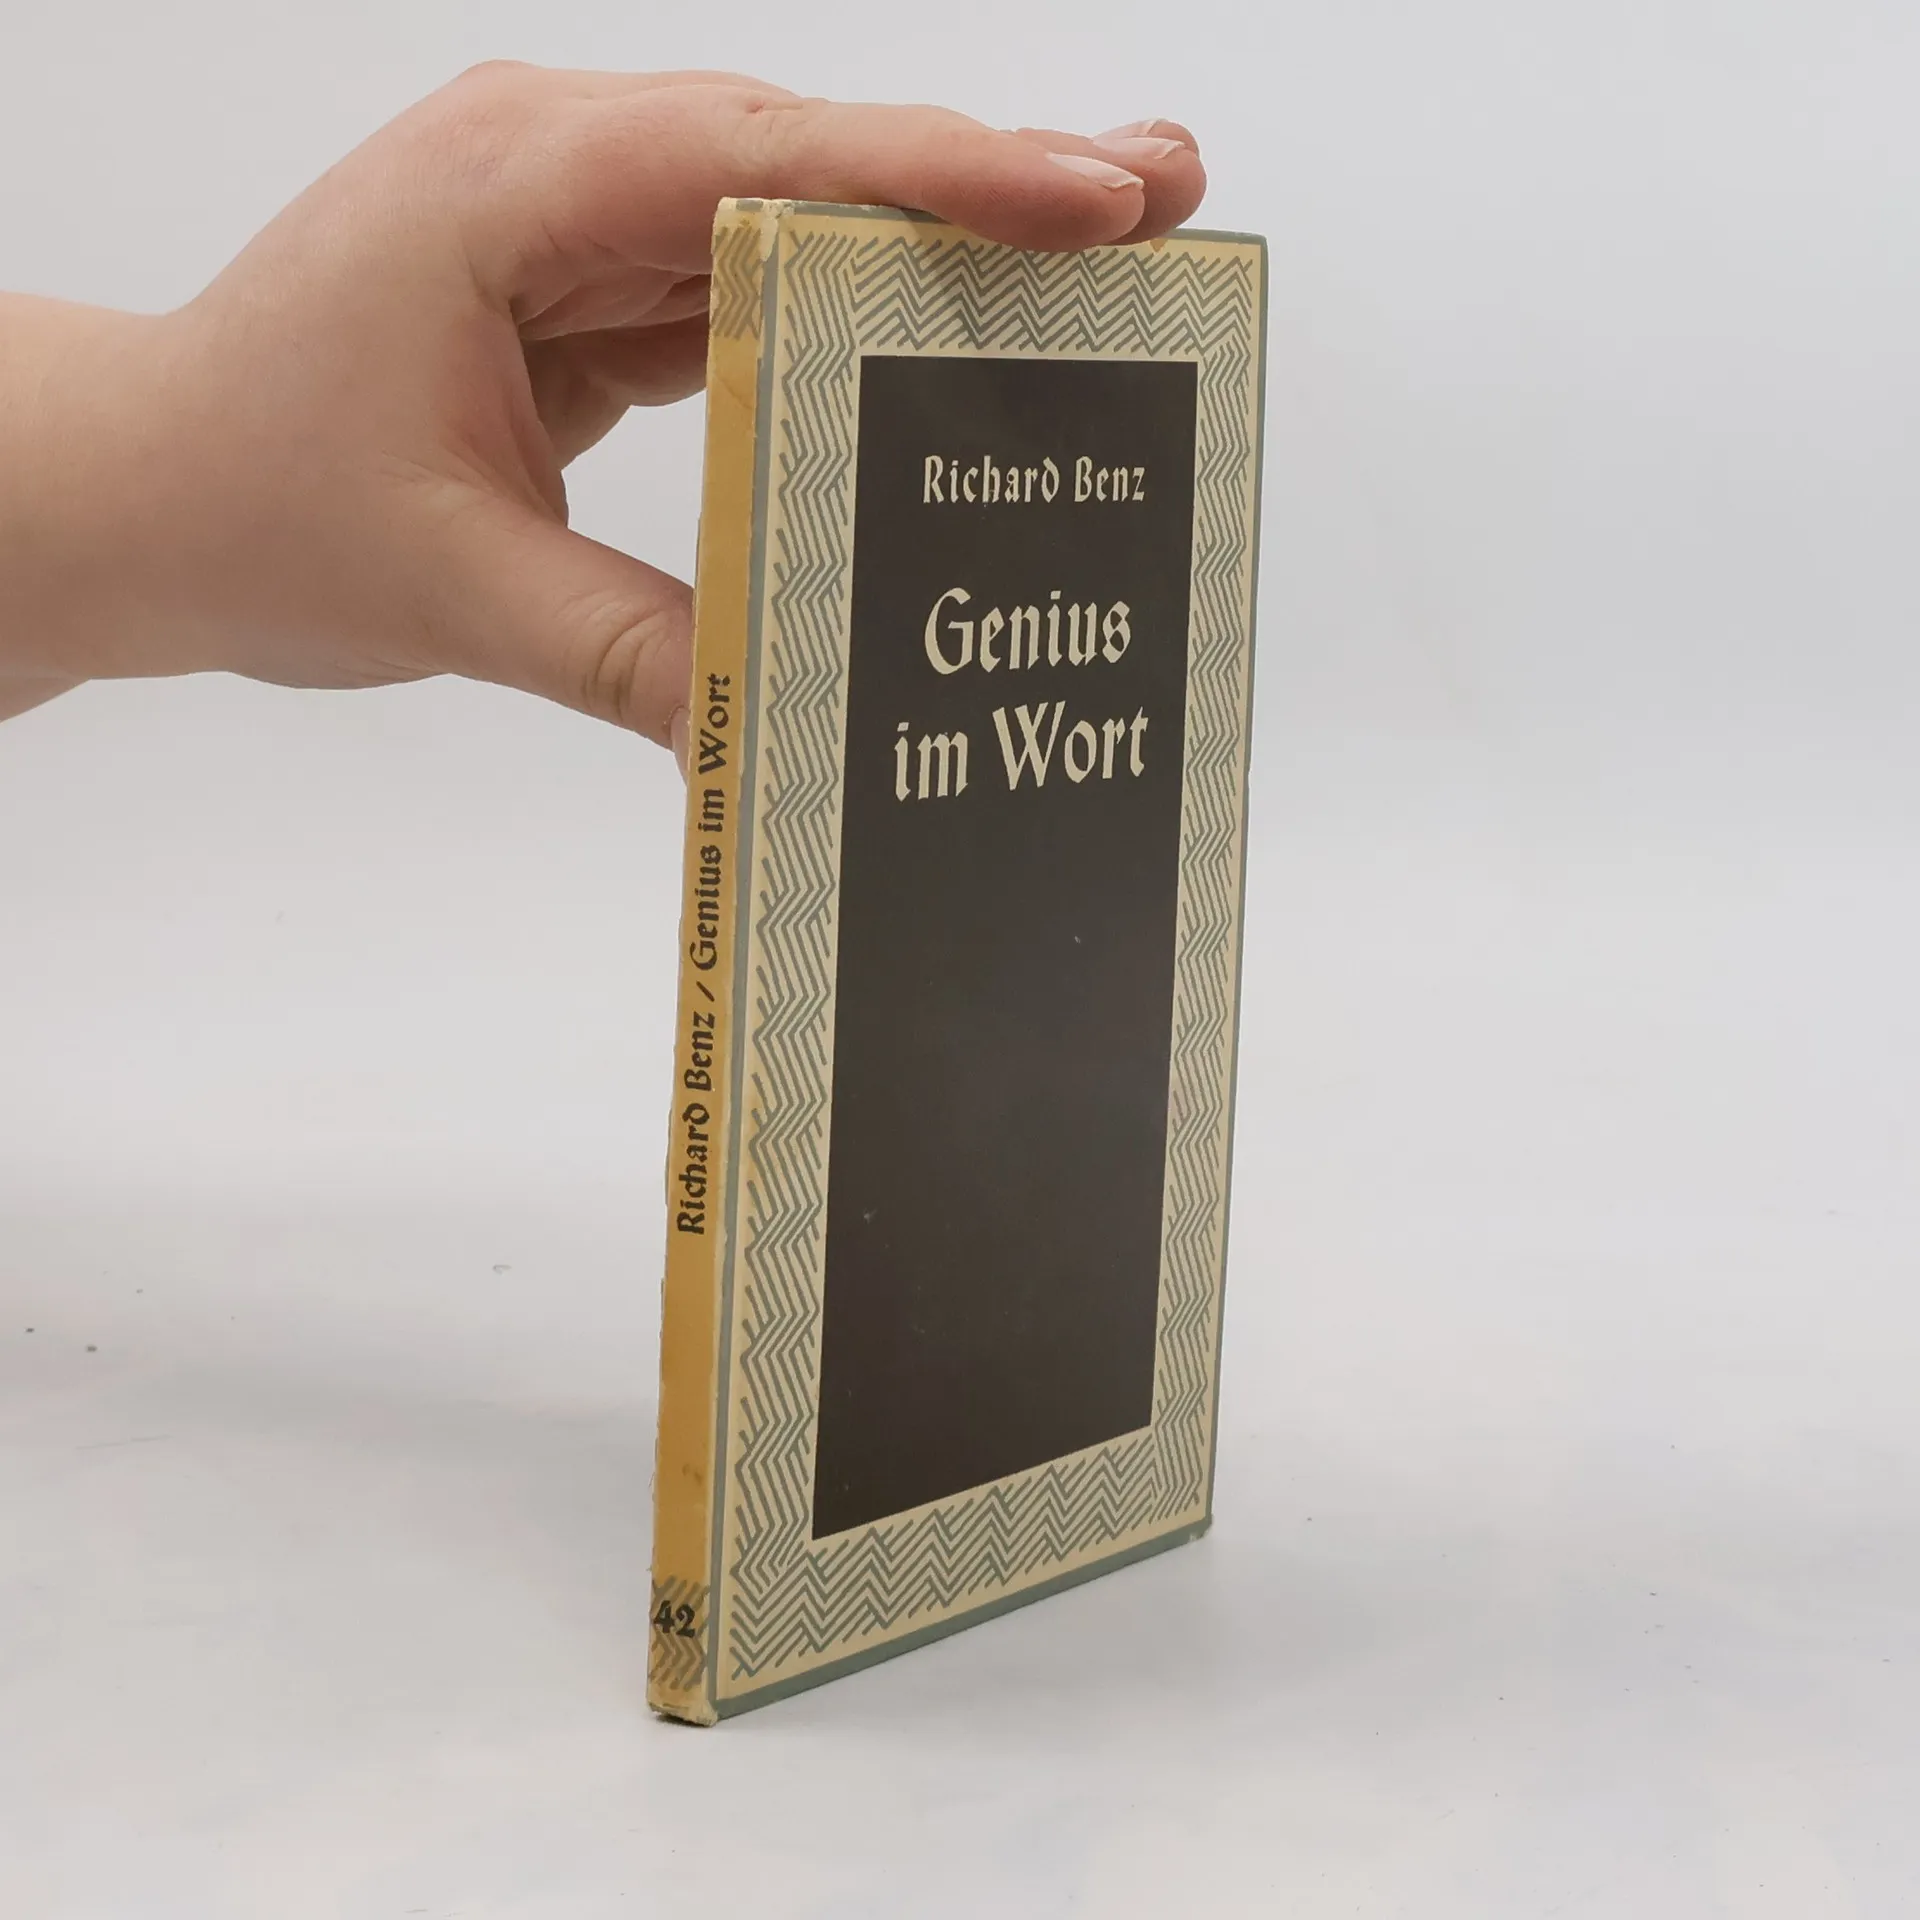 Richard Benz
Genius
im Wort
Richard Benz / Genius im Wort
42